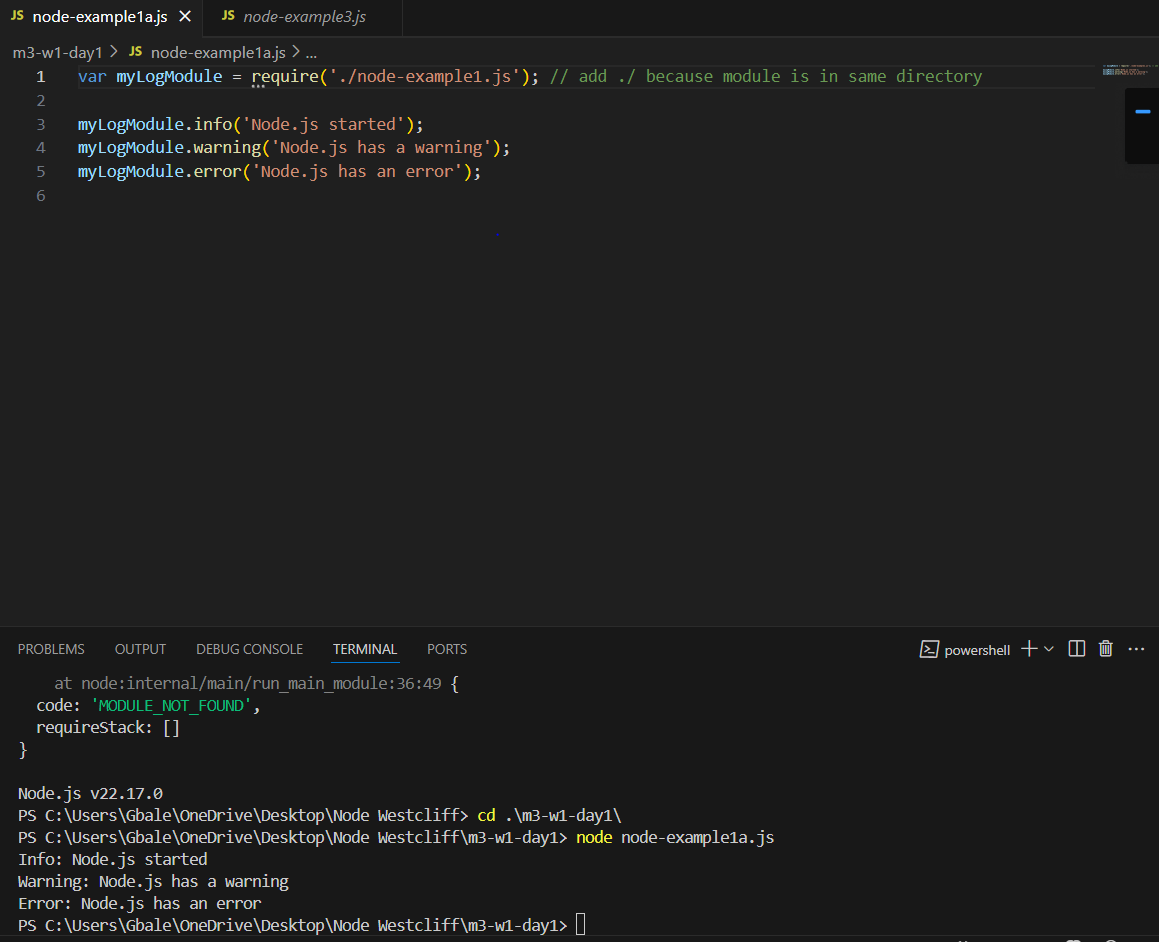 JS node-example1a.js × JS node-example3.js
m3-w1-day1 > JS node-example1a.js > ...
1 var myLogModule = require('./node-example1.js'); // add ./ because module is in same directory
2
3 myLogModule.info('Node.js started');
4 myLogModule.warning('Node.js has a warning');
5 myLogModule.error('Node.js has an error');
6
PROBLEMS OUTPUT DEBUG CONSOLE TERMINAL PORTS powershell
at node:internal/main/run_main_module:36:49 {
code: 'MODULE_NOT_FOUND',
requireStack: []
}
Node.js v22.17.0
PS C:\Users\Gbale\OneDrive\Desktop\Node Westcliff> cd .\m3-w1-day1\
PS C:\Users\Gbale\OneDrive\Desktop\Node Westcliff\m3-w1-day1> node node-example1a.js
Info: Node.js started
Warning: Node.js has a warning
Error: Node.js has an error
PS C:\Users\Gbale\OneDrive\Desktop\Node Westcliff\m3-w1-day1>